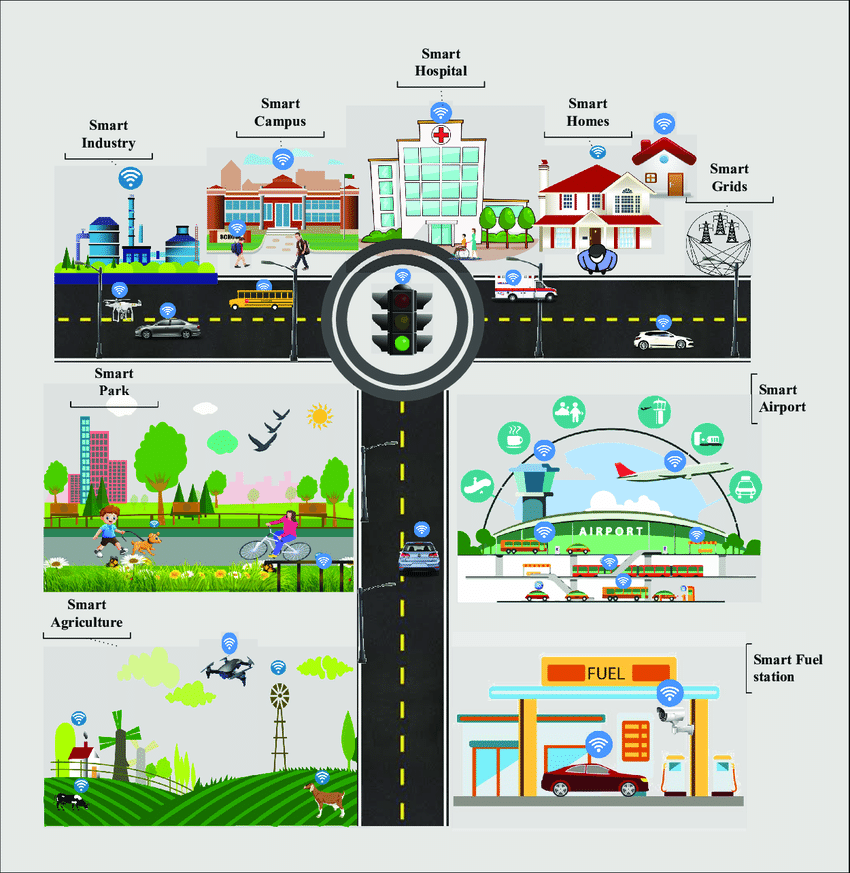 Smart
Hospital
Smart
Campus
Smart
Homes
Smart
Industry
Smart
Grids
Smart
Park
Smart
Airport
AIRPORT
Smart
Agriculture
Smart Fuel
station
FUEL